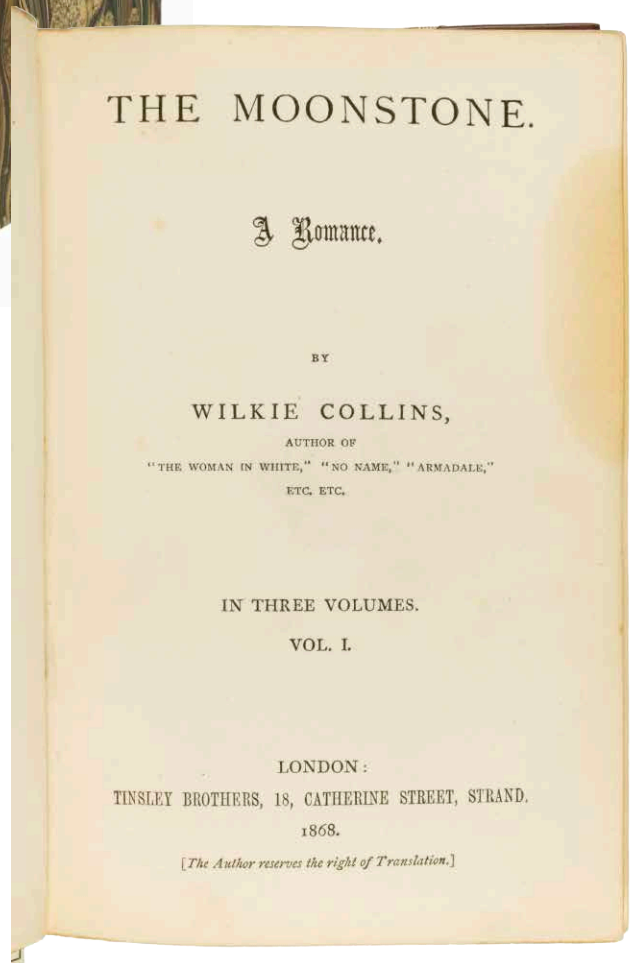 THE MOONSTONE.
A Romance.
BY
WILKIE COLLINS,
AUTHOR OF
"THE WOMAN IN WHITE," "NO NAME," "ARMADALE,"
ETC. ETC.
IN THREE VOLUMES.
VOL. I.
LONDON:
TINSLEY BROTHERS, 18, CATHERINE STREET, STRAND.
1868.
[The Author reserves the right of Translation.]